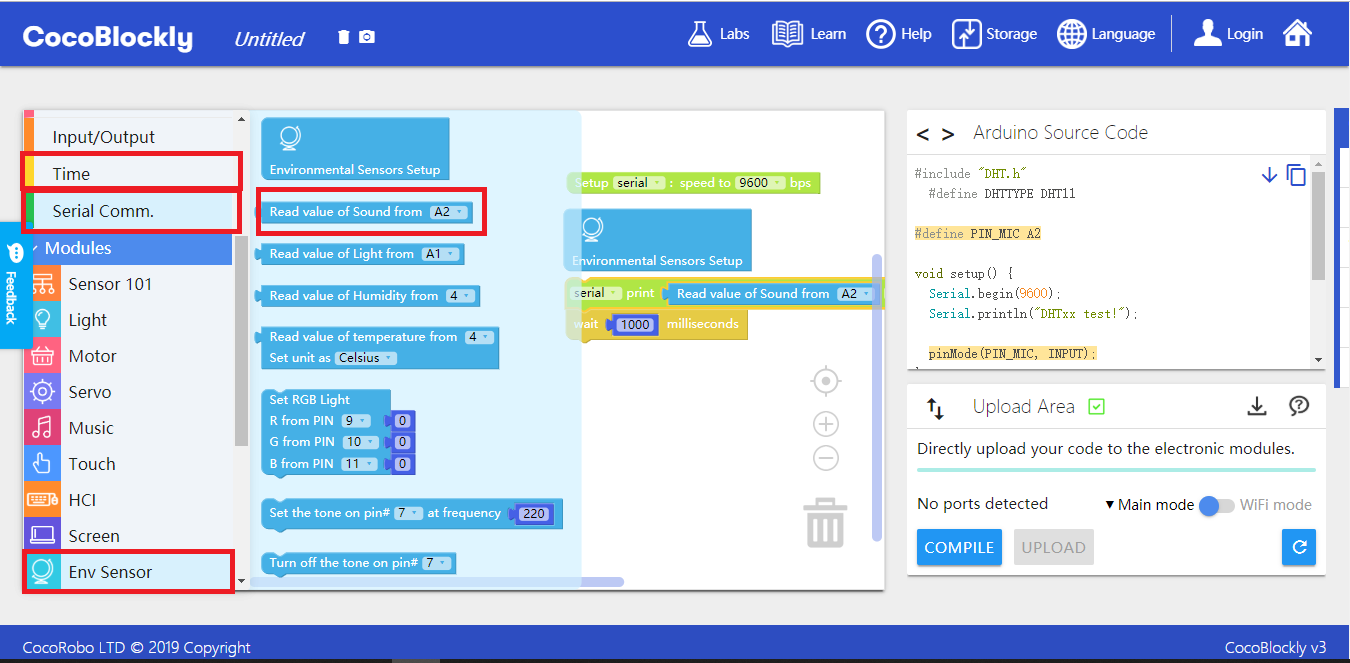 CocoBlockly Untitled Labs Learn Help Storage Language Login
Input/Output
Time
Serial Comm.
Modules
Sensor 101
Light
Motor
Servo
Music
Touch
HCI
Screen
Env Sensor
Feedback
Environmental Sensors Setup
Read value of Sound from A2
Read value of Light from A1
Read value of Humidity from 4
Read value of temperature from 4
Set unit as Celsius
Set RGB Light
R from PIN 9 0
G from PIN 10 0
B from PIN 11 0
Set the tone on pin# 7 at frequency 220
Turn off the tone on pin# 7
Setup serial : speed to 9600 bps
Environmental Sensors Setup
serial print Read value of Sound from A2
wait 1000 milliseconds
< > Arduino Source Code
#include "DHT.h"
#define DHTTYPE DHT11
#define PIN_MIC A2
void setup() {
Serial.begin(9600);
Serial.println("DHTxx test!");
pinMode(PIN_MIC, INPUT);
Upload Area
Directly upload your code to the electronic modules.
No ports detected Main mode WiFi mode
COMPILE UPLOAD
CocoRobo LTD © 2019 Copyright CocoBlockly v3